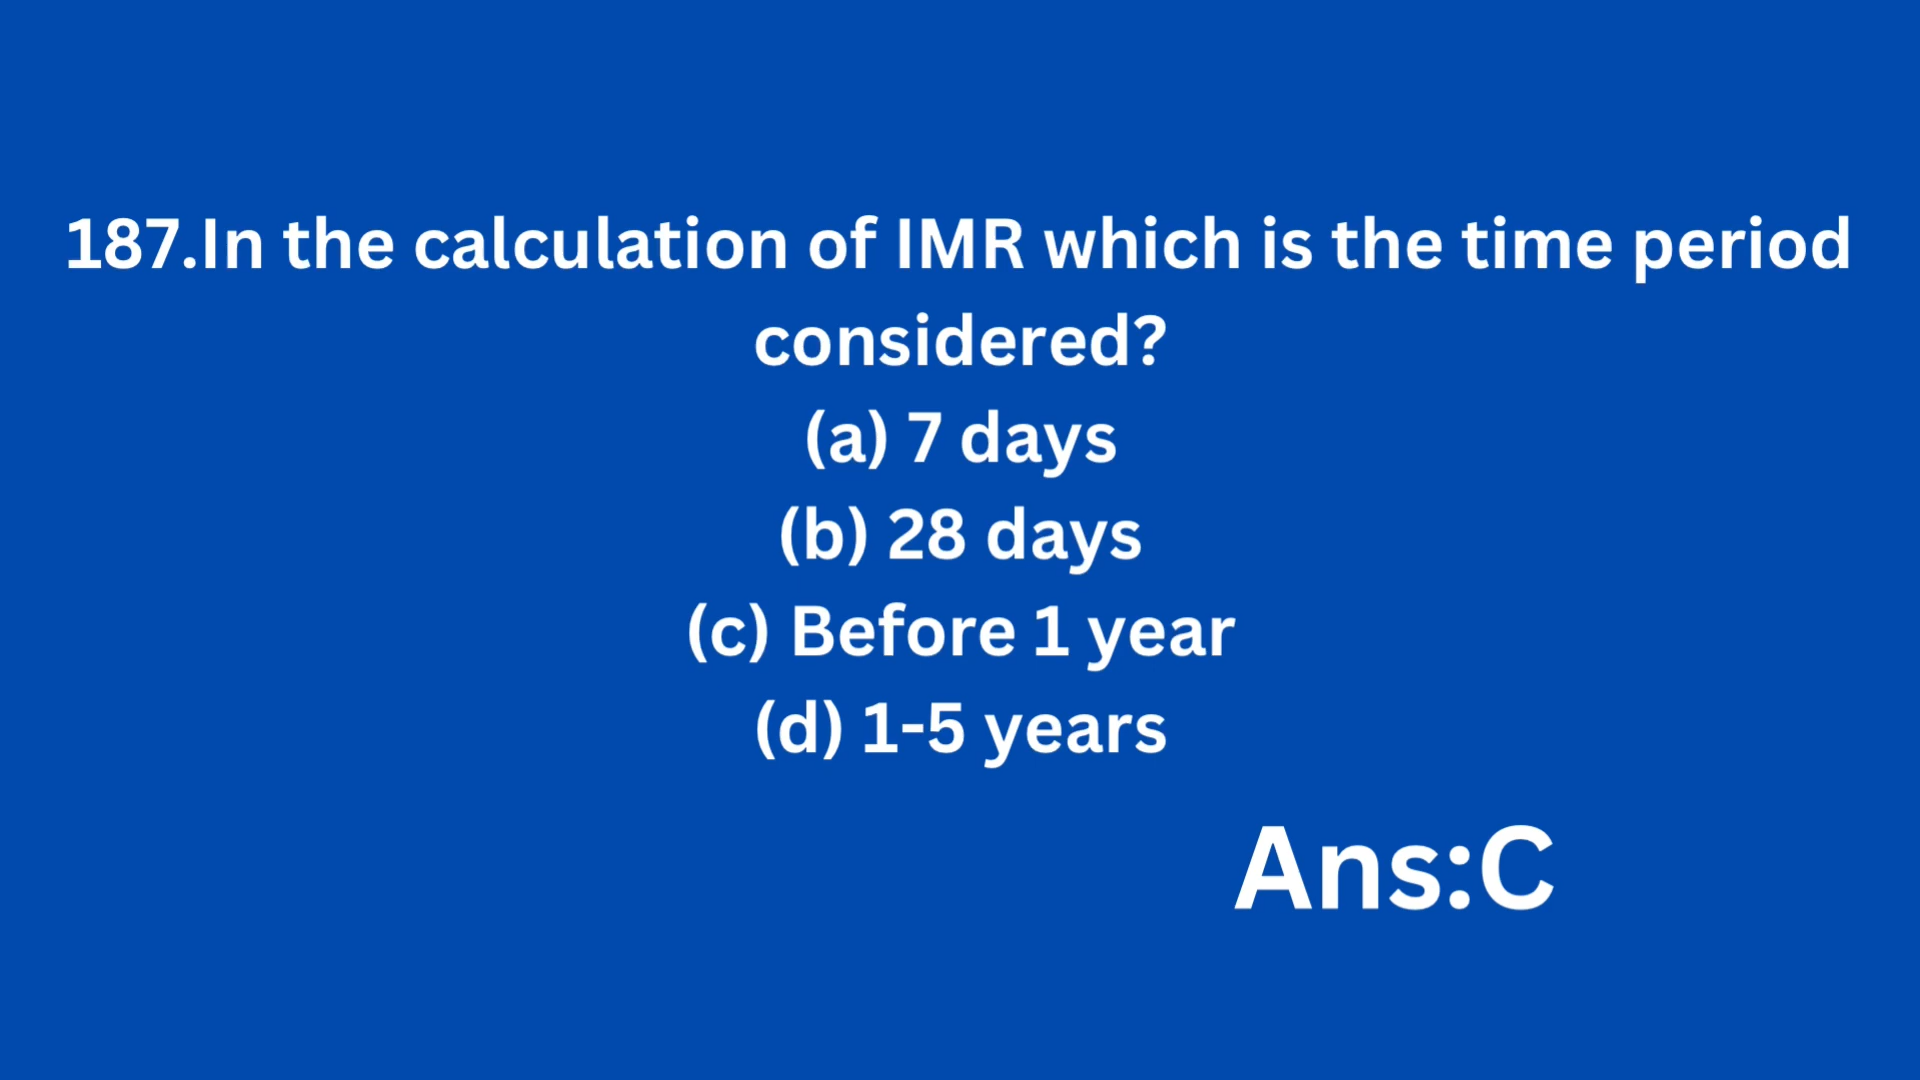 187.In the calculation of IMR which is the time period
considered?
(a) 7 days
(b) 28 days
(c) Before 1 year
(d) 1-5 years
Ans:C